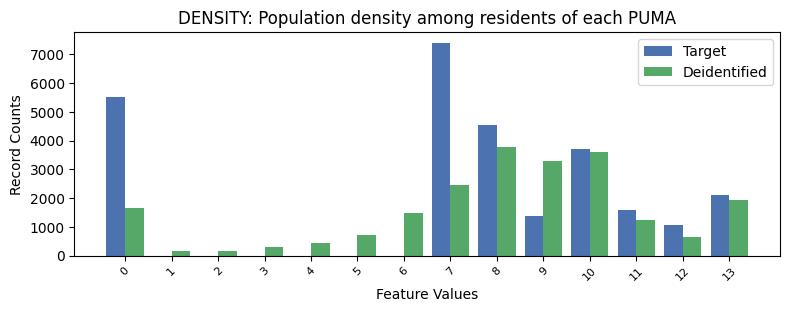 DENSITY: Population density among residents of each PUMA
Target
Deidentified
Record Counts
7000
6000
5000
4000
3000
2000
1000
0
0 1 2 3 4 5 6 7 8 9 10 11 12 13
Feature Values